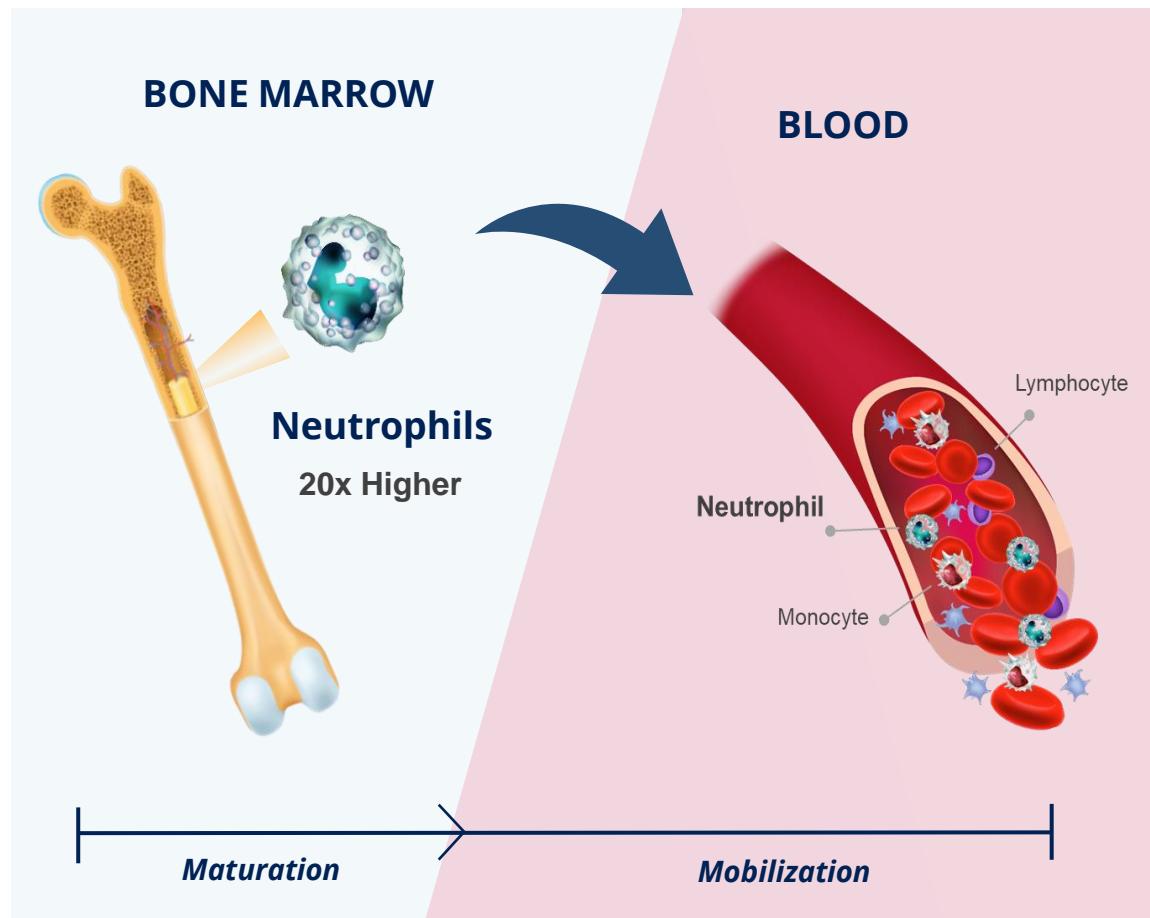 BONE MARROW
BLOOD
Neutrophils
20x Higher
Lymphocyte
Neutrophil
Monocyte
Maturation
Mobilization